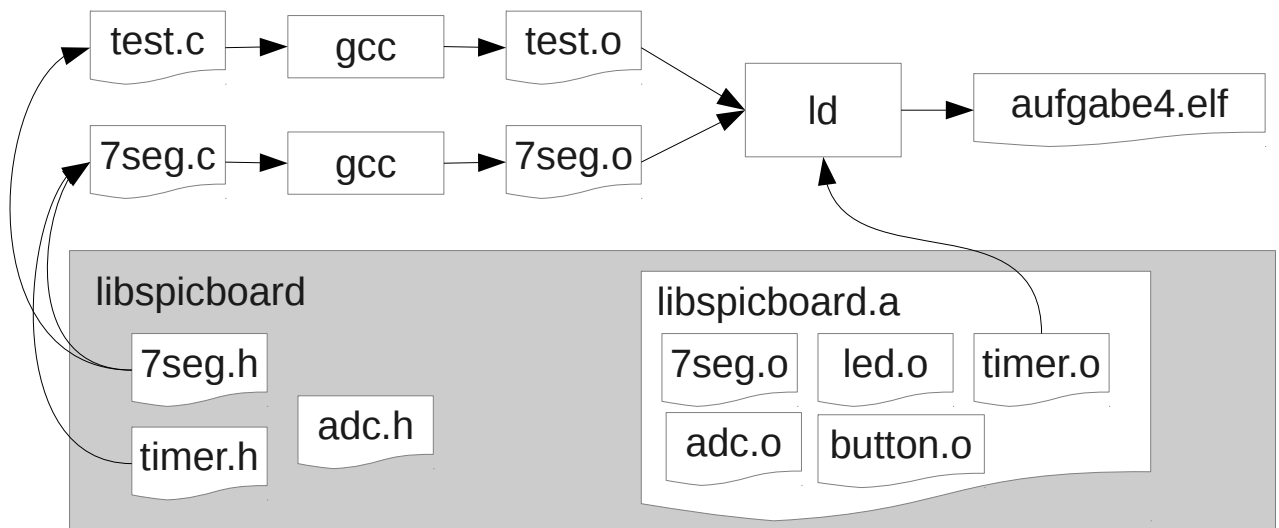 test.c
gcc
test.o
7seg.c
gcc
7seg.o
ld
aufgabe4.elf
libspicboard
7seg.h
timer.h
adc.h
libspicboard.a
7seg.o
led.o
timer.o
adc.o
button.o